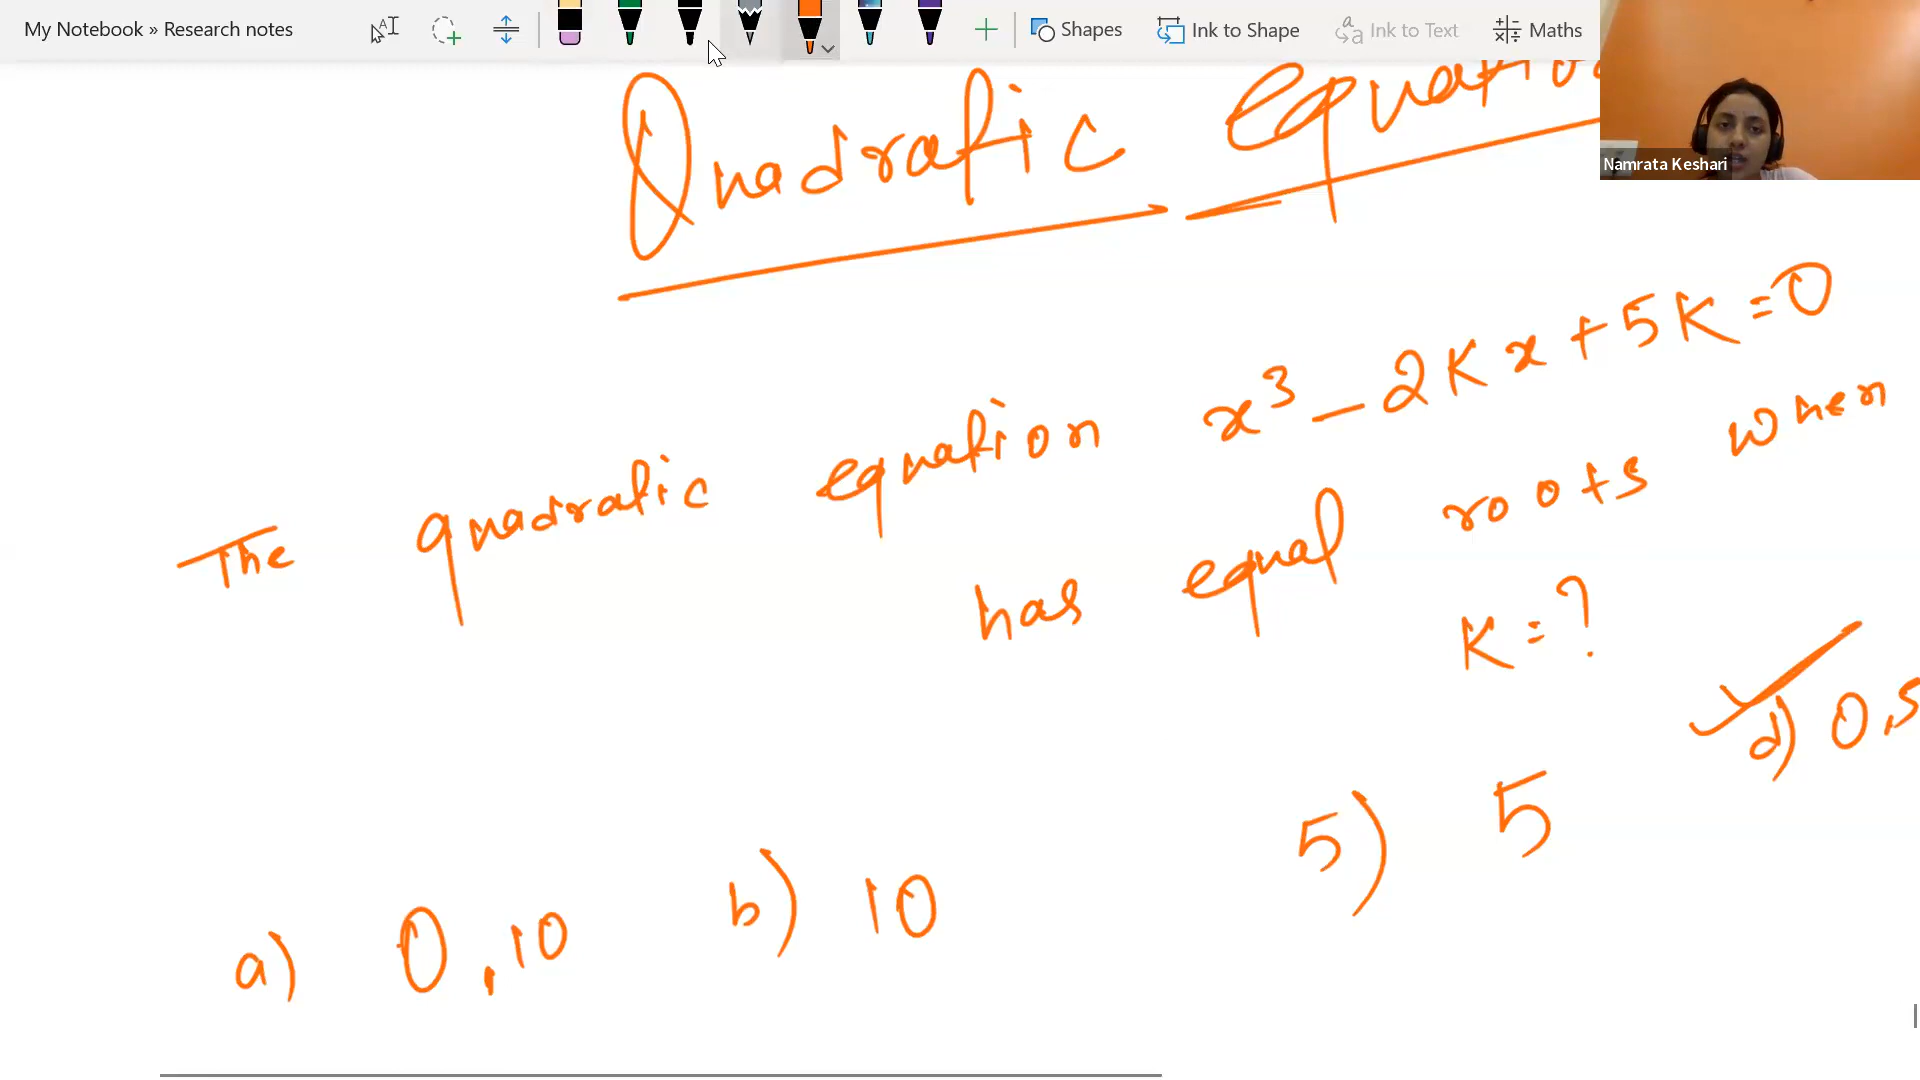 My Notebook » Research notes
Shapes
Ink to Shape
Ink to Text
Maths
Namrata Keshari
Quadratic equation
The quadratic equation x³ - 2Kx + 5K = 0
has equal roots when
K = ?
a) 0, 10
b) 10
5) 5
d) 0, 5